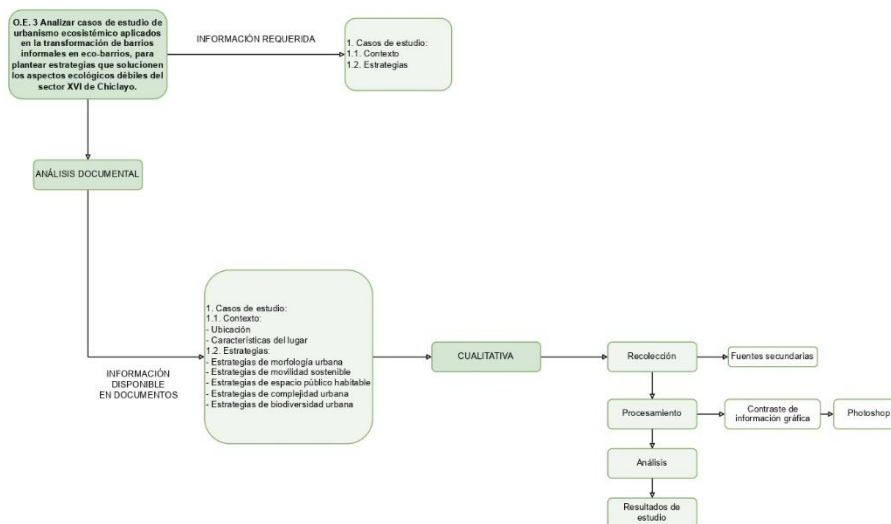 O.E. 3 Analizar casos de estudio de
urbanismo ecosistémico aplicados
en la transformación de barrios
informales en eco-barrios, para
plantear estrategias que solucionen
los aspectos ecológicos débiles del
sector XVI de Chiclayo.
INFORMACIÓN REQUERIDA
1. Casos de estudio:
1.1. Contexto
1.2. Estrategias
ANÁLISIS DOCUMENTAL
INFORMACIÓN
DISPONIBLE
EN DOCUMENTOS
1. Casos de estudio:
1.1. Contexto:
- Ubicación
- Características del lugar
1.2. Estrategias:
- Estrategias de morfología urbana
- Estrategias de movilidad sostenible
- Estrategias de espacio público habitable
- Estrategias de complejidad urbana
- Estrategias de biodiversidad urbana
CUALITATIVA
Recolección
Fuentes secundarias
Procesamiento
Contraste de
información gráfica
Photoshop
Análisis
Resultados de
estudio